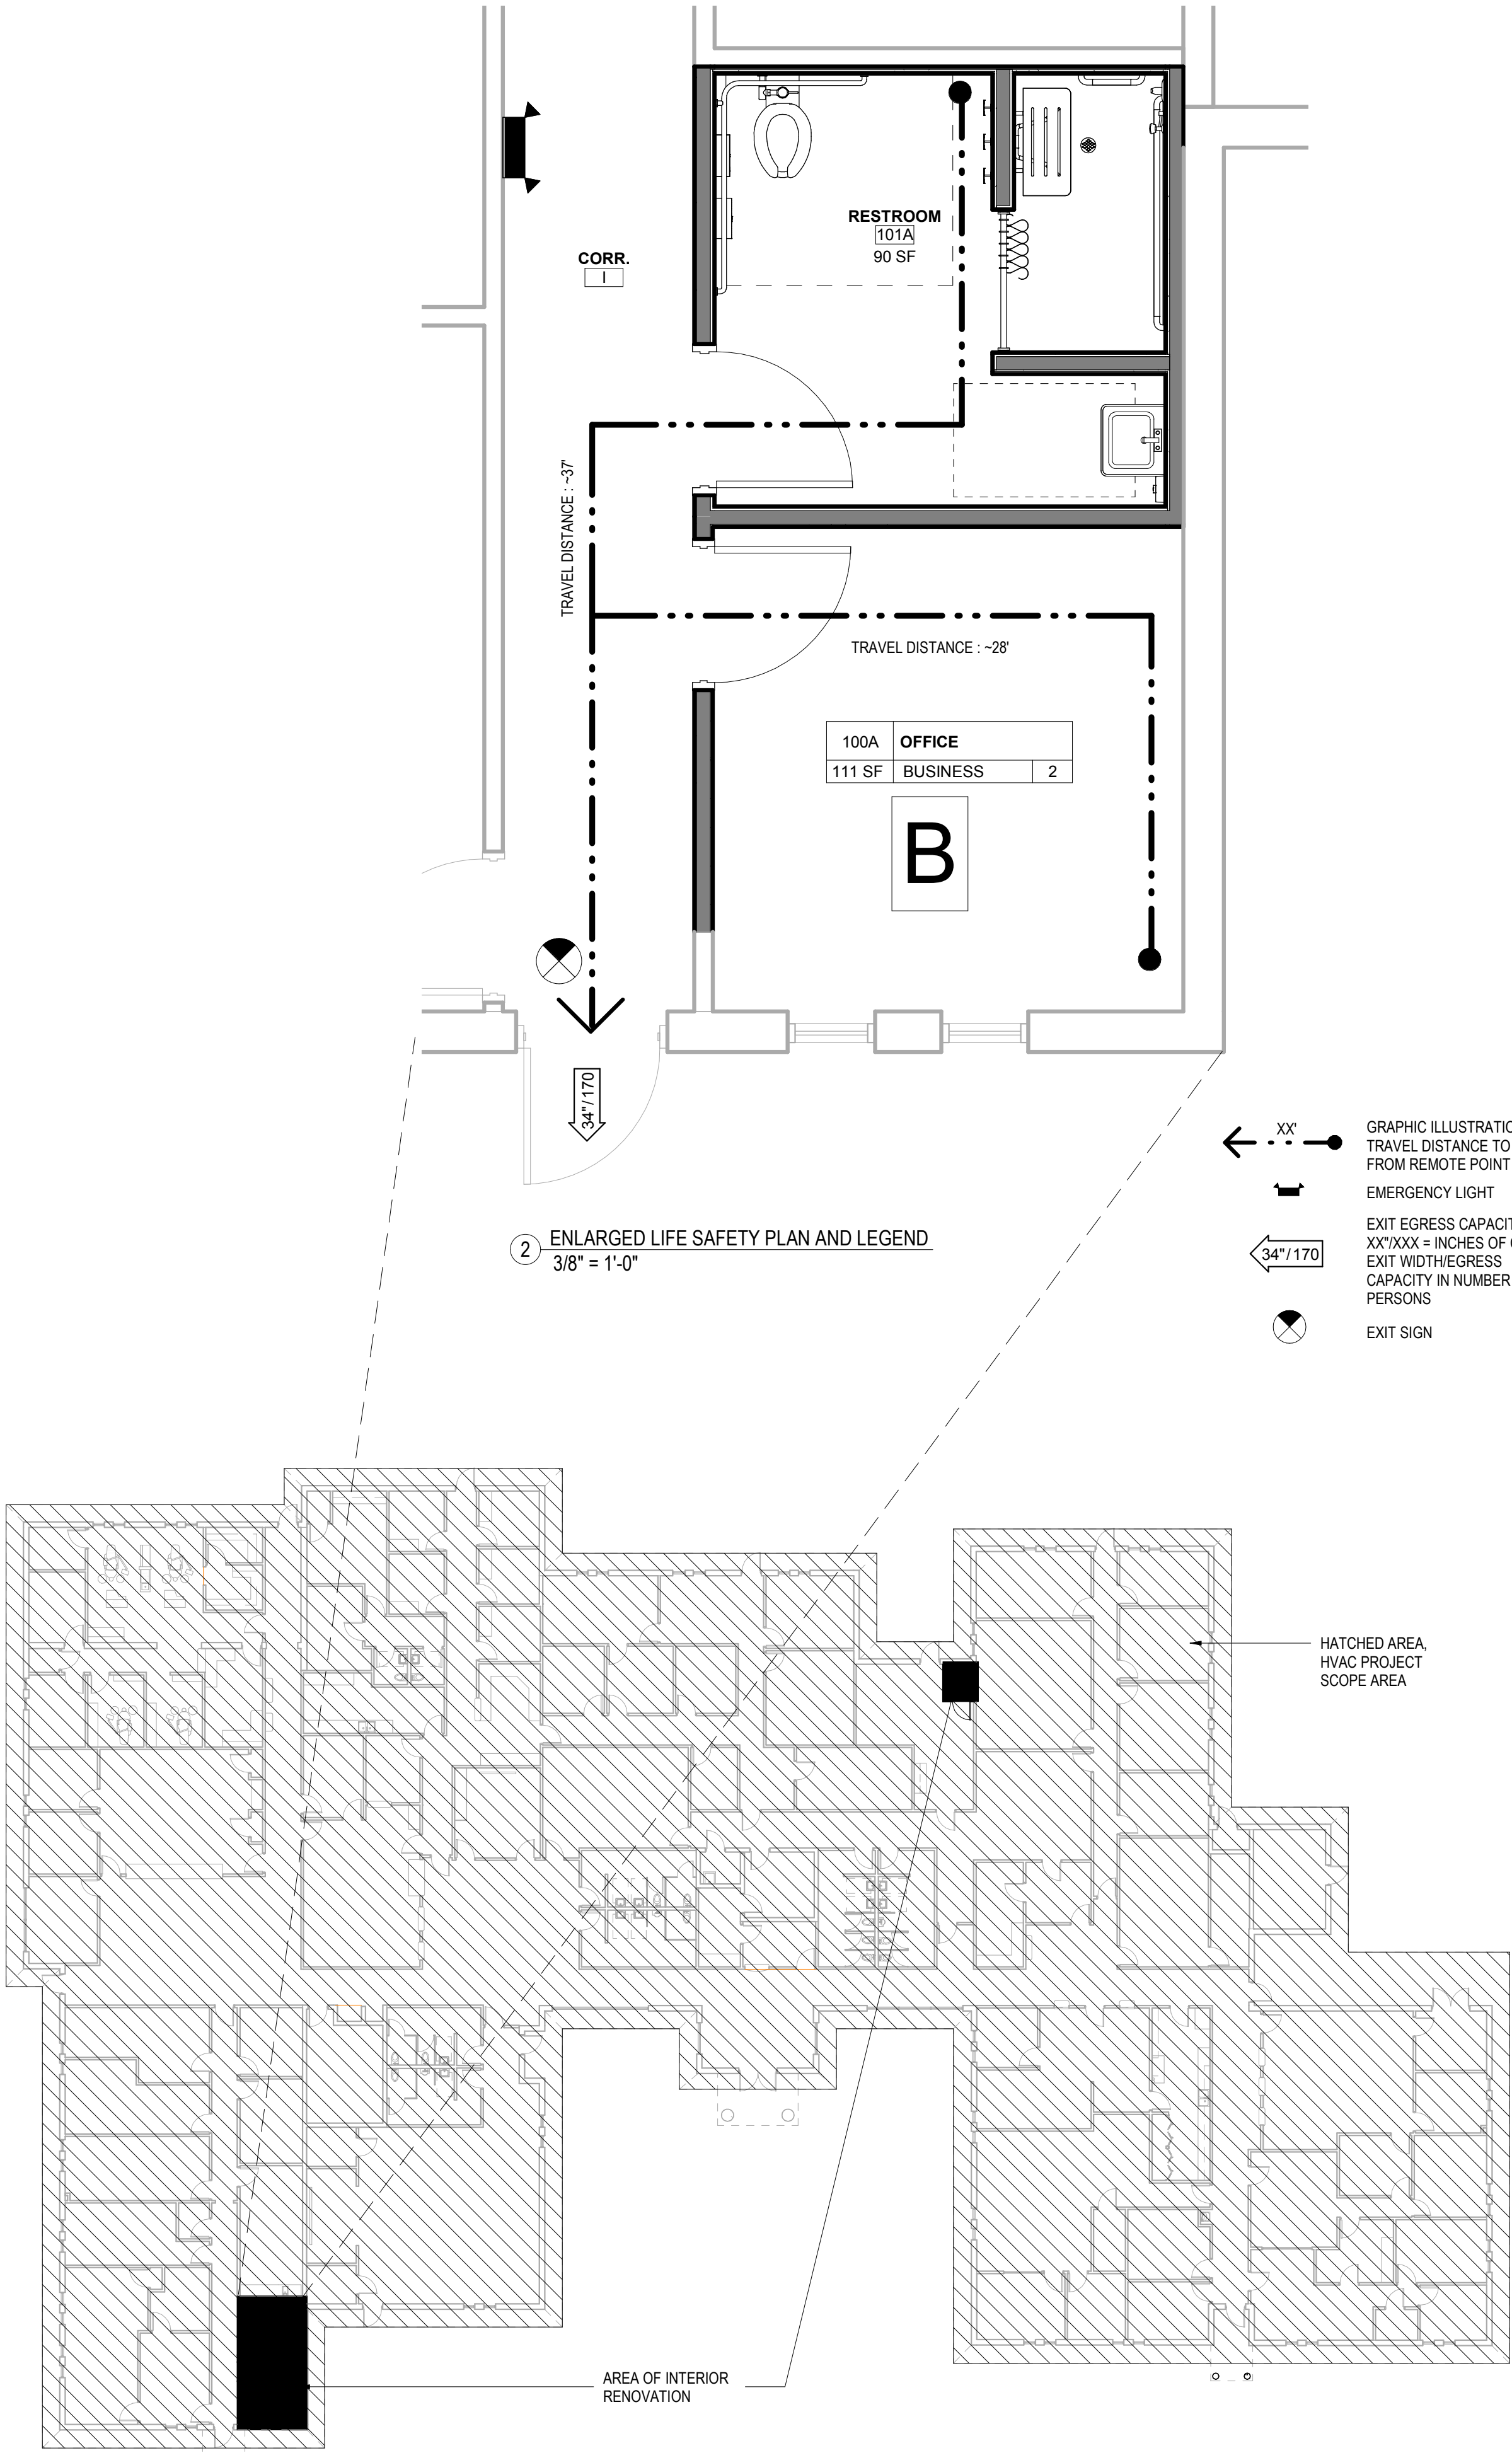 RESTROOM
101A
90 SF
CORR.
I
TRAVEL DISTANCE : ~37'
TRAVEL DISTANCE : ~28'
100A OFFICE
111 SF BUSINESS 2
B
34"/170
2 ENLARGED LIFE SAFETY PLAN AND LEGEND
3/8" = 1'-0"
XX'
GRAPHIC ILLUSTRATIO
TRAVEL DISTANCE TO
FROM REMOTE POINT
EMERGENCY LIGHT
EXIT EGRESS CAPACIT
XX"/XXX = INCHES OF
34"/170
EXIT WIDTH/EGRESS
CAPACITY IN NUMBER
PERSONS
EXIT SIGN
HATCHED AREA,
HVAC PROJECT
SCOPE AREA
AREA OF INTERIOR
RENOVATION